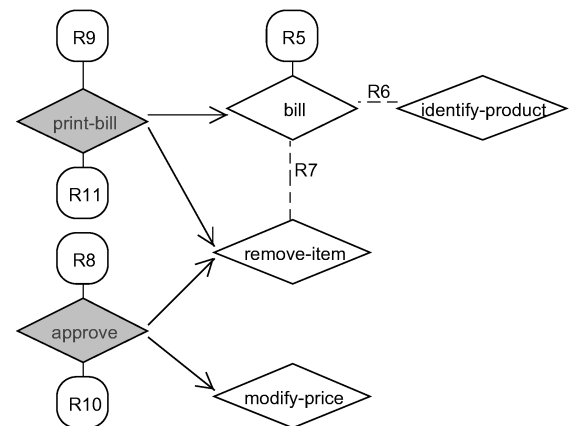 R9
R5
R6
print-bill
bill
identify-product
R7
R11
R8
remove-item
approve
R10
modify-price